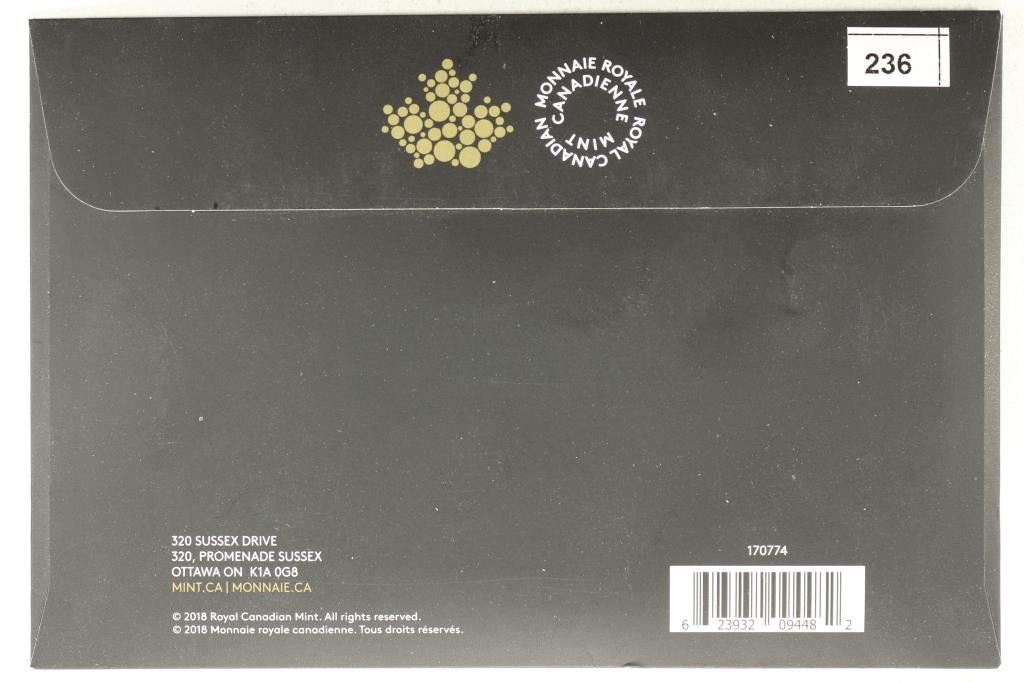 236
MONNAIE ROYALE CANADIENNE
ROYAL CANADIAN MINT
320 SUSSEX DRIVE
320, PROMENADE SUSSEX
OTTAWA ON K1A 0G8
MINT.CA | MONNAIE.CA
© 2018 Royal Canadian Mint. All rights reserved.
© 2018 Monnaie royale canadienne. Tous droits réservés.
170774
6 23932 09448 2